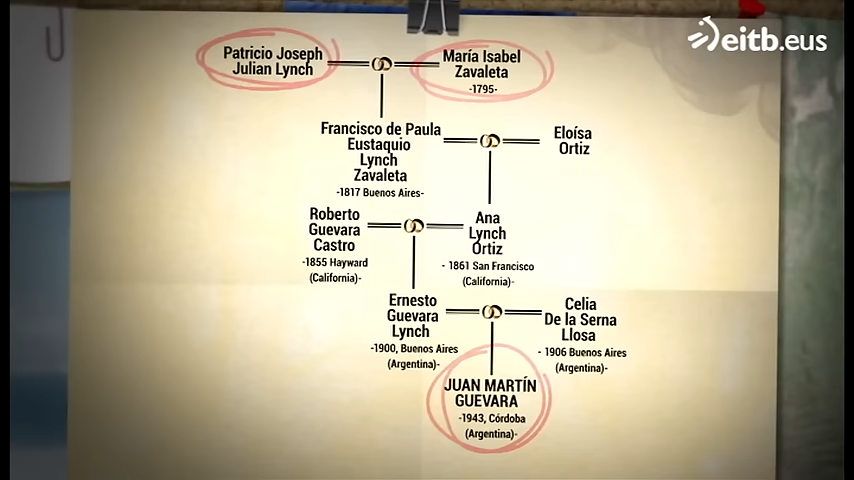 eitb.eus
Patricio Joseph
Julian Lynch
María Isabel
Zavaleta
-1795-
Francisco de Paula
Eustaquio
Lynch
Zavaleta
-1817 Buenos Aires-
Eloísa
Ortiz
Roberto
Guevara
Castro
-1855 Hayward
(California)-
Ana
Lynch
Ortiz
- 1861 San Francisco
(California)-
Ernesto
Guevara
Lynch
-1900, Buenos Aires
(Argentina)-
Celia
De la Serna
Llosa
- 1906 Buenos Aires
(Argentina)-
JUAN MARTÍN
GUEVARA
-1943, Córdoba
(Argentina)-